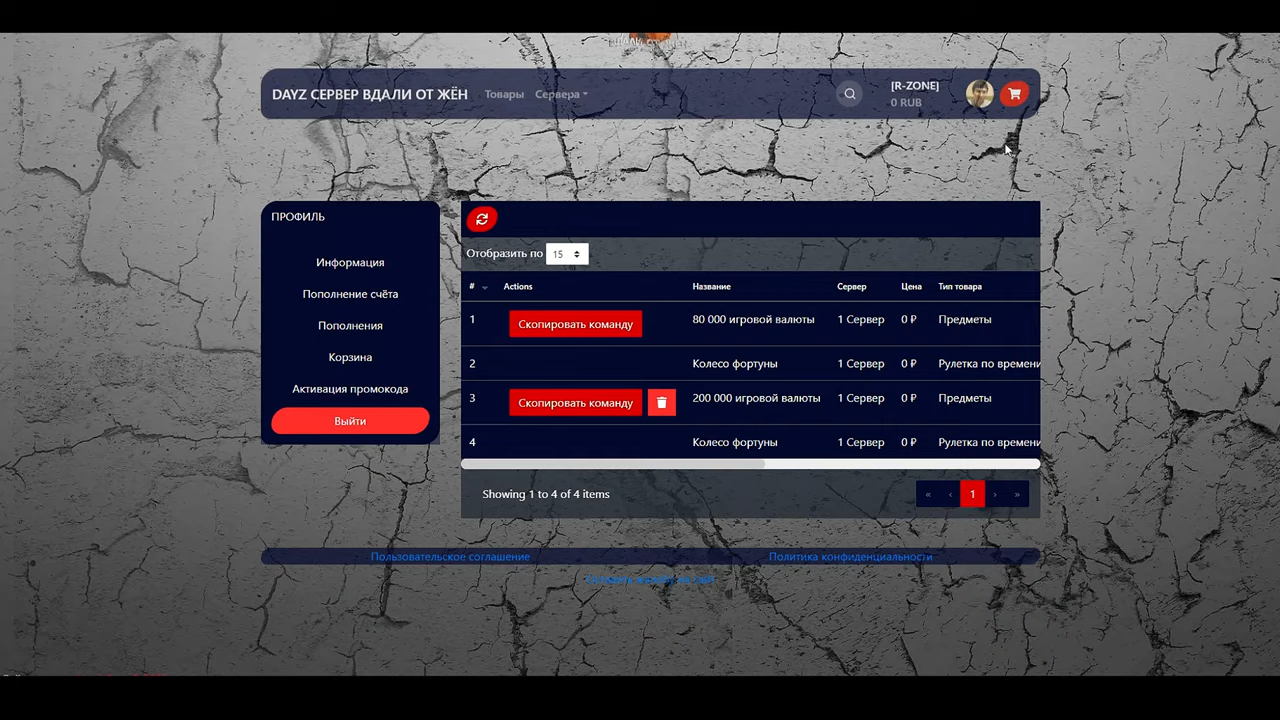 DAYZ СЕРВЕР ВДАЛИ ОТ ЖЁН Товары Сервера [R-ZONE]
0 RUB
ПРОФИЛЬ
Информация
Пополнение счёта
Пополнения
Корзина
Активация промокода
Выйти
Отобразить по 15
# Actions Название Сервер Цена Тип товара
1 Скопировать команду 80 000 игровой валюты 1 Сервер 0 ₽ Предметы
2 Колесо фортуны 1 Сервер 0 ₽ Рулетка по времени
3 Скопировать команду 200 000 игровой валюты 1 Сервер 0 ₽ Предметы
4 Колесо фортуны 1 Сервер 0 ₽ Рулетка по времени
Showing 1 to 4 of 4 items
« ‹ 1 › »
Пользовательское соглашение Политика конфиденциальности